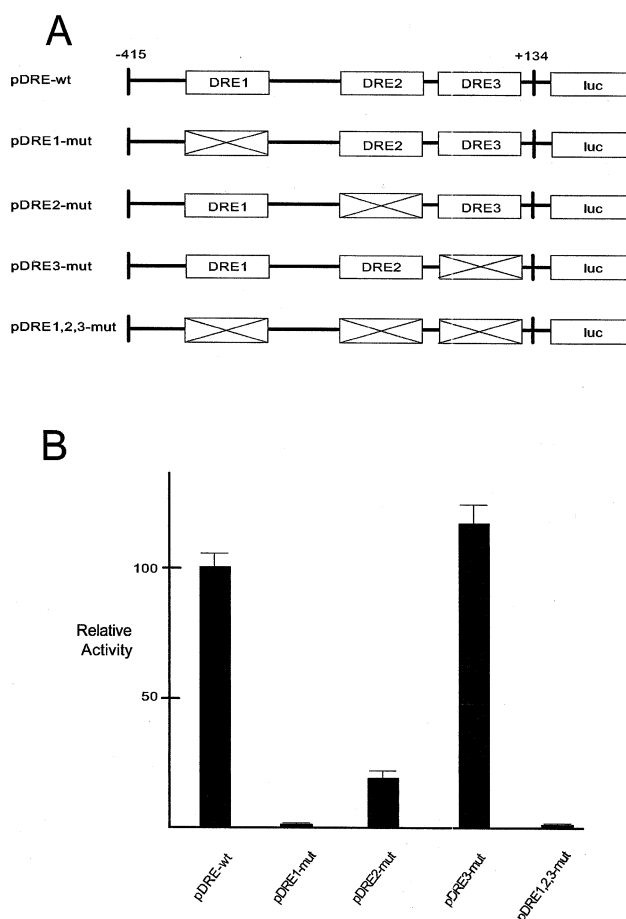 A
-415
+134
pDRE-wt
DRE1
DRE2
DRE3
luc
pDRE1-mut
DRE2
DRE3
luc
pDRE2-mut
DRE1
DRE3
luc
pDRE3-mut
DRE1
DRE2
luc
pDRE1,2,3-mut
luc
B
100
Relative
Activity
50
pDRE-wt
pDRE1-mut
pDRE2-mut
pDRE3-mut
pDRE1,2,3-mut